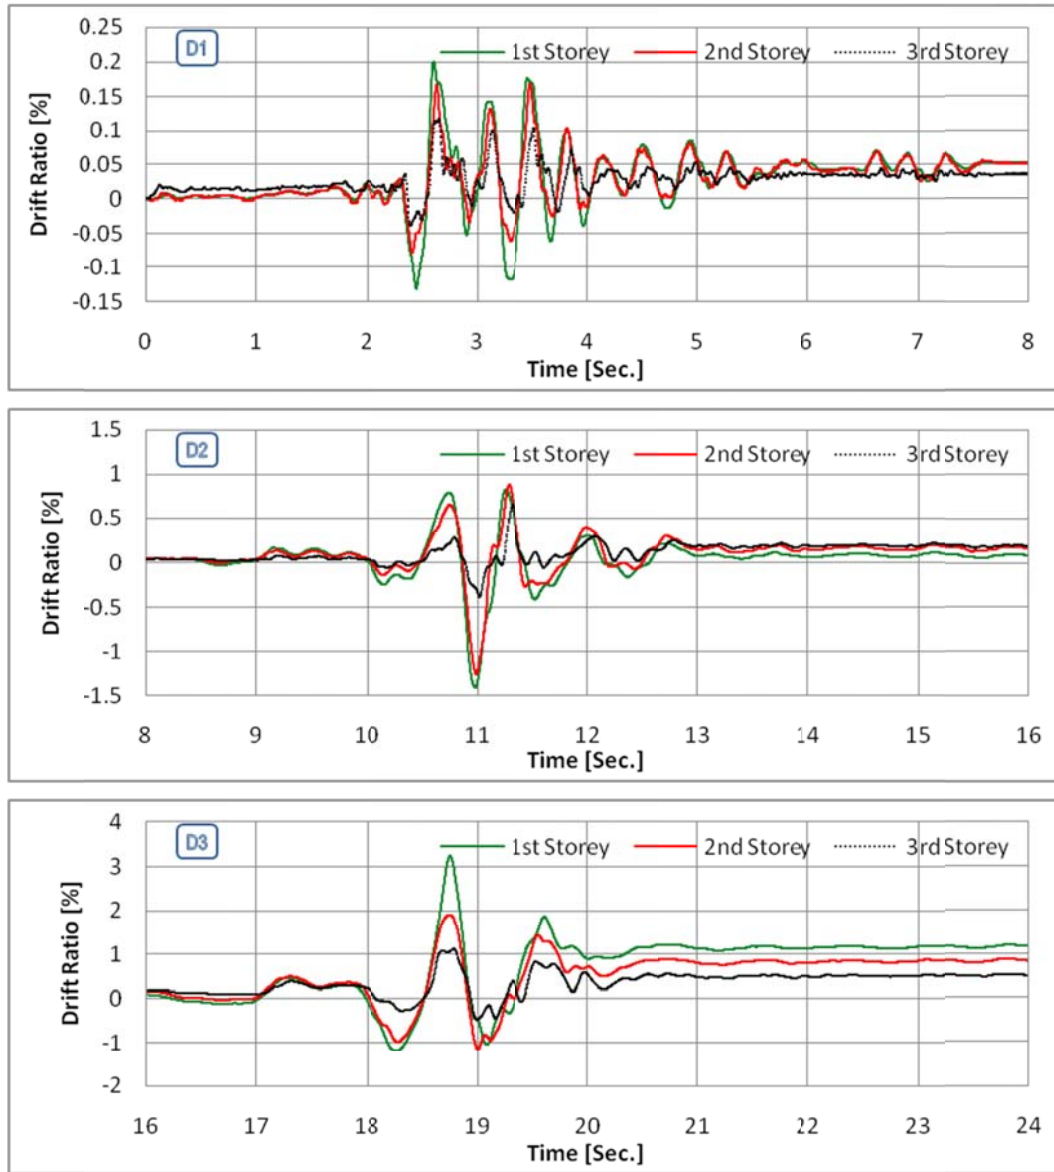 0.25
D1
1st Storey 2nd Storey 3rd Storey
0.2
0.15
0.1
0.05
0
-0.05
-0.1
-0.15
Drift Ratio [%]
0 1 2 3 4 5 6 7 8
Time [Sec.]
1.5
D2
1st Storey 2nd Storey 3rd Storey
1
0.5
0
-0.5
-1
-1.5
Drift Ratio [%]
8 9 10 11 12 13 14 15 16
Time [Sec.]
4
D3
1st Storey 2nd Storey 3rd Storey
3
2
1
0
-1
-2
Drift Ratio [%]
16 17 18 19 20 21 22 23 24
Time [Sec.]